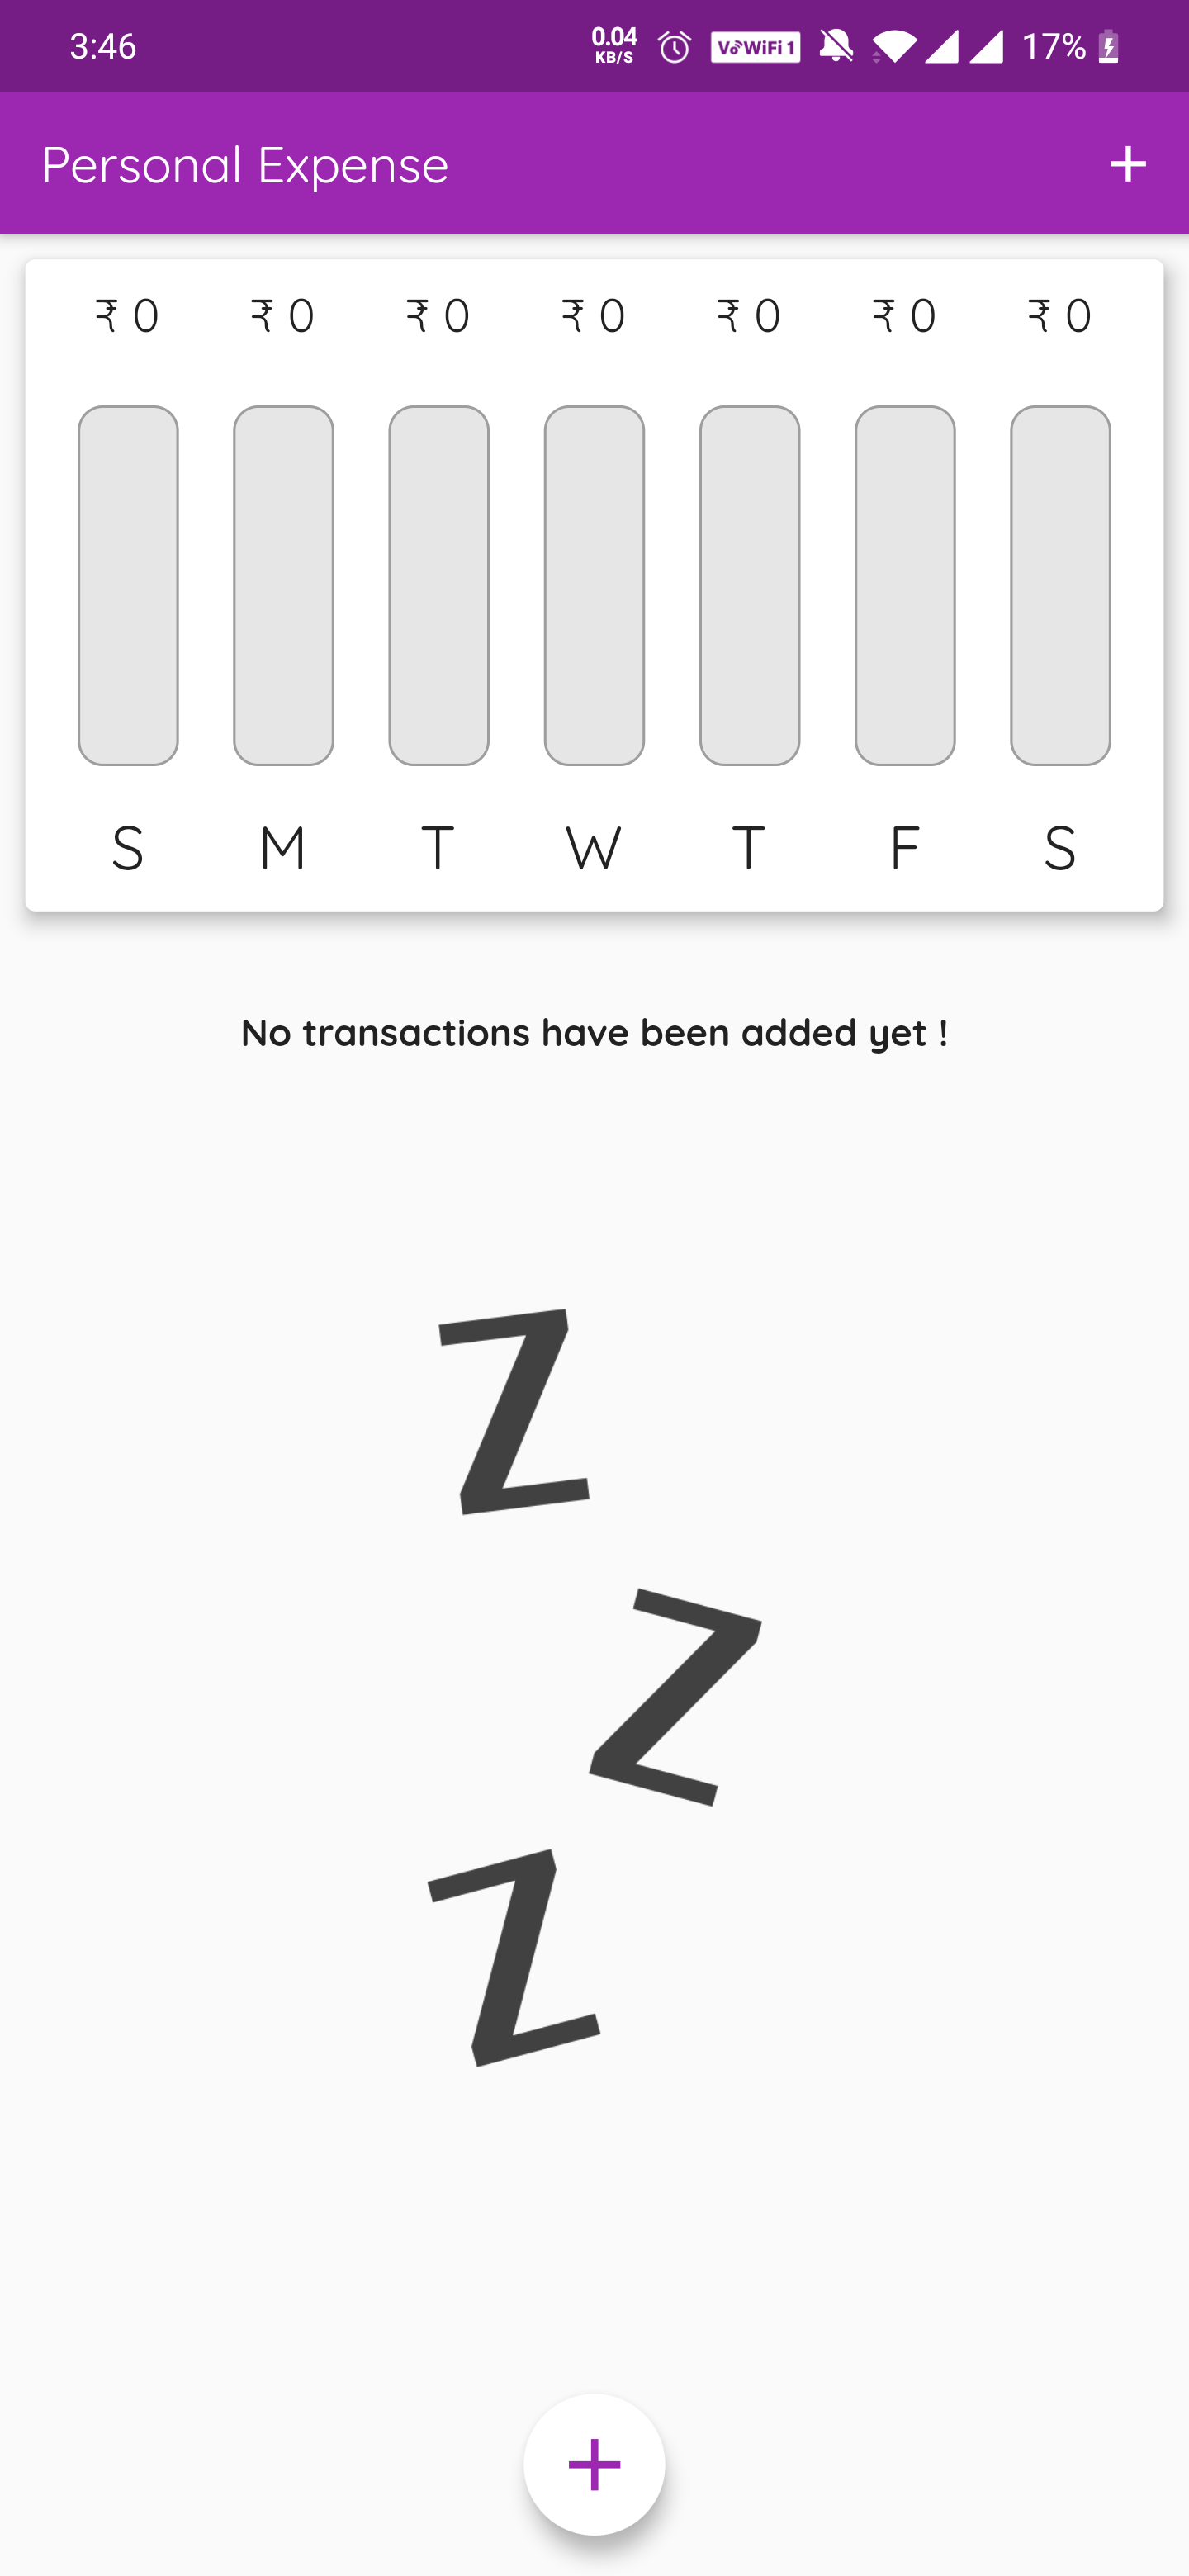 3:46 0.04 KB/S VoWiFi 1 17%
Personal Expense +
₹ 0 ₹ 0 ₹ 0 ₹ 0 ₹ 0 ₹ 0 ₹ 0
S M T W T F S
No transactions have been added yet !
Z
Z
Z
+